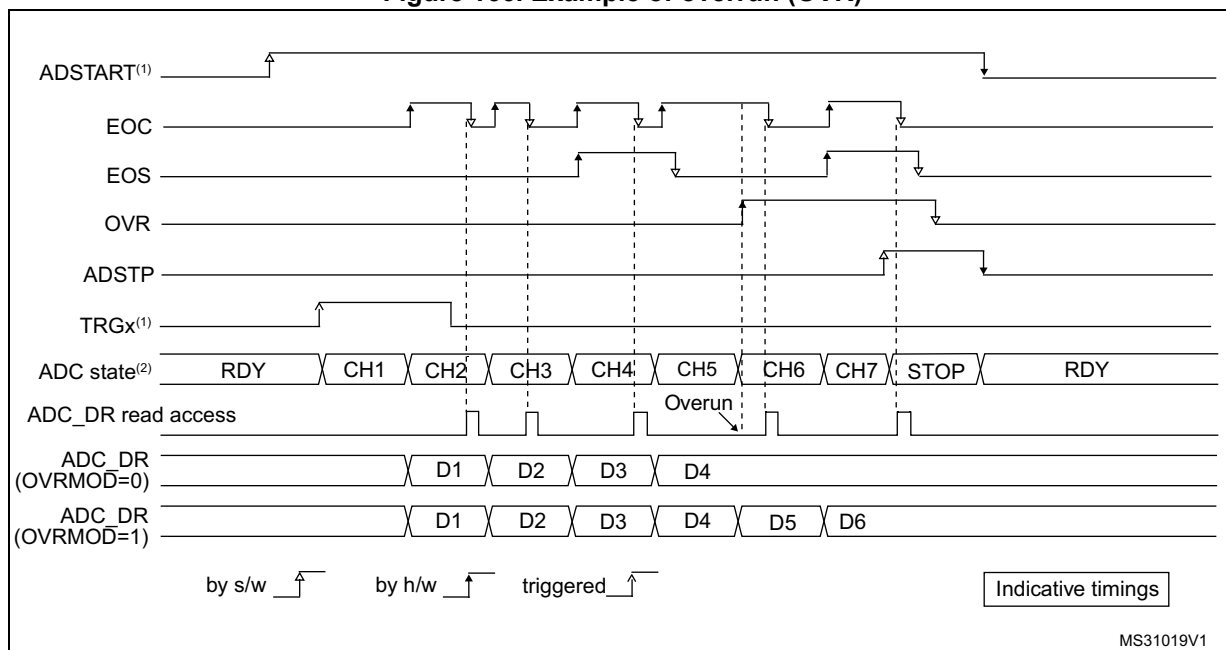 ADSTART(1)
EOC
EOS
OVR
ADSTP
TRGx(1)
ADC state(2) RDY CH1 CH2 CH3 CH4 CH5 CH6 CH7 STOP RDY
ADC_DR read access Overun
ADC_DR (OVRMOD=0) D1 D2 D3 D4
ADC_DR (OVRMOD=1) D1 D2 D3 D4 D5 D6
by s/w by h/w triggered Indicative timings
MS31019V1